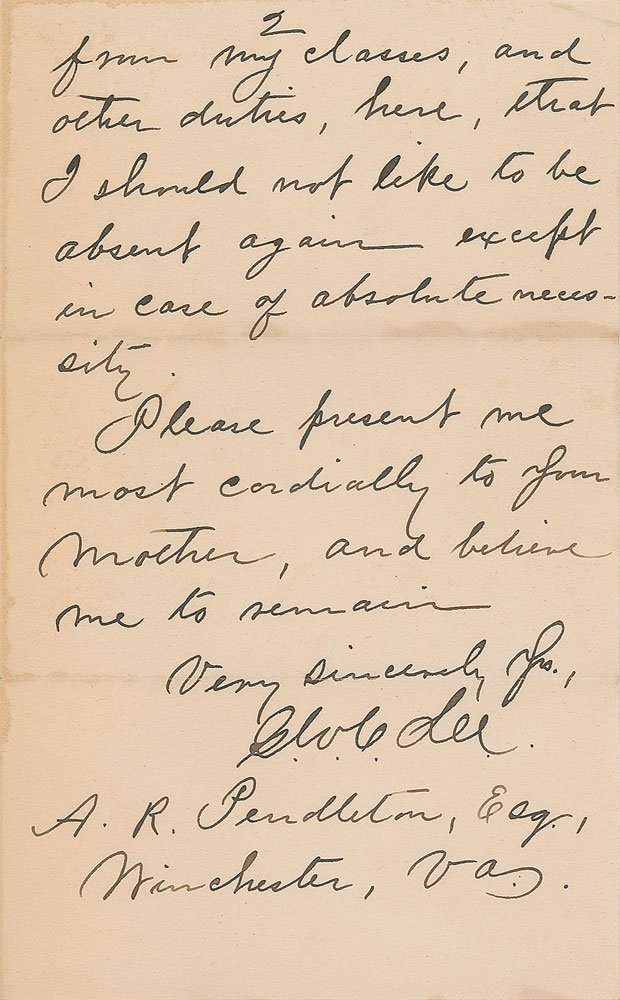 2
from my classes, and
other duties, here, that
I should not like to be
absent again except
in case of absolute neces-
sity.
Please present me
most cordially to your
mother, and believe
me to remain
Very sincerely Yrs.,
G. W. C. Lee.
A. R. Pendleton, Esq.,
Winchester, Va.